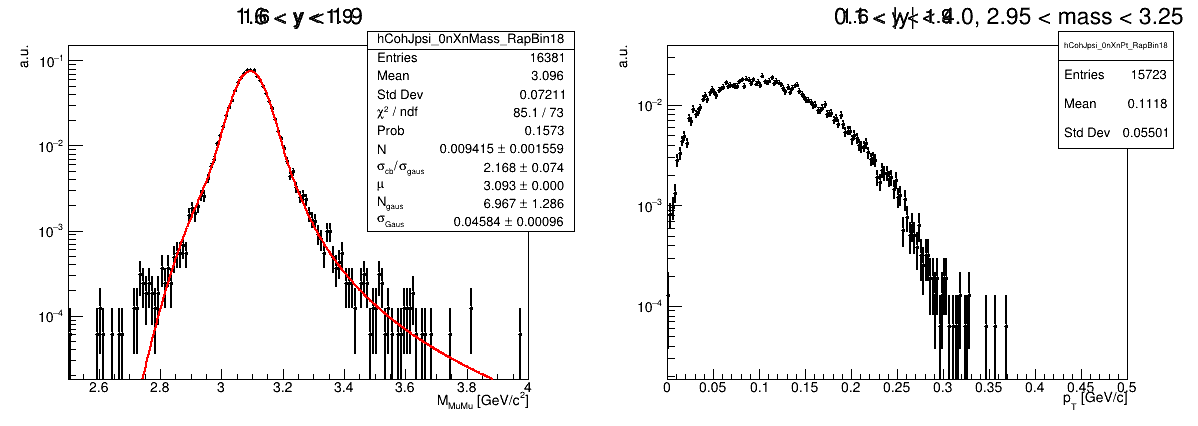 < y <
hCohJpsi_0nXnMass_RapBin18
Entries 16381
Mean 3.096
Std Dev 0.07211
χ² / ndf 85.1 / 73
Prob 0.1573
N 0.009415 ± 0.001559
σcb/σgaus 2.168 ± 0.074
μ 3.093 ± 0.000
Ngaus 6.967 ± 1.286
σGaus 0.04584 ± 0.00096
a.u.
10⁻¹
10⁻²
10⁻³
10⁻⁴
2.6 2.8 3 3.2 3.4 3.6 3.8 4
MMuMu [GeV/c²]
4.0, 2.95 < mass < 3.25
hCohJpsi_0nXnPt_RapBin18
Entries 15723
Mean 0.1118
Std Dev 0.05501
a.u.
10⁻²
10⁻³
10⁻⁴
0 0.05 0.1 0.15 0.2 0.25 0.3 0.35 0.4 0.45 0.5
pT [GeV/c]